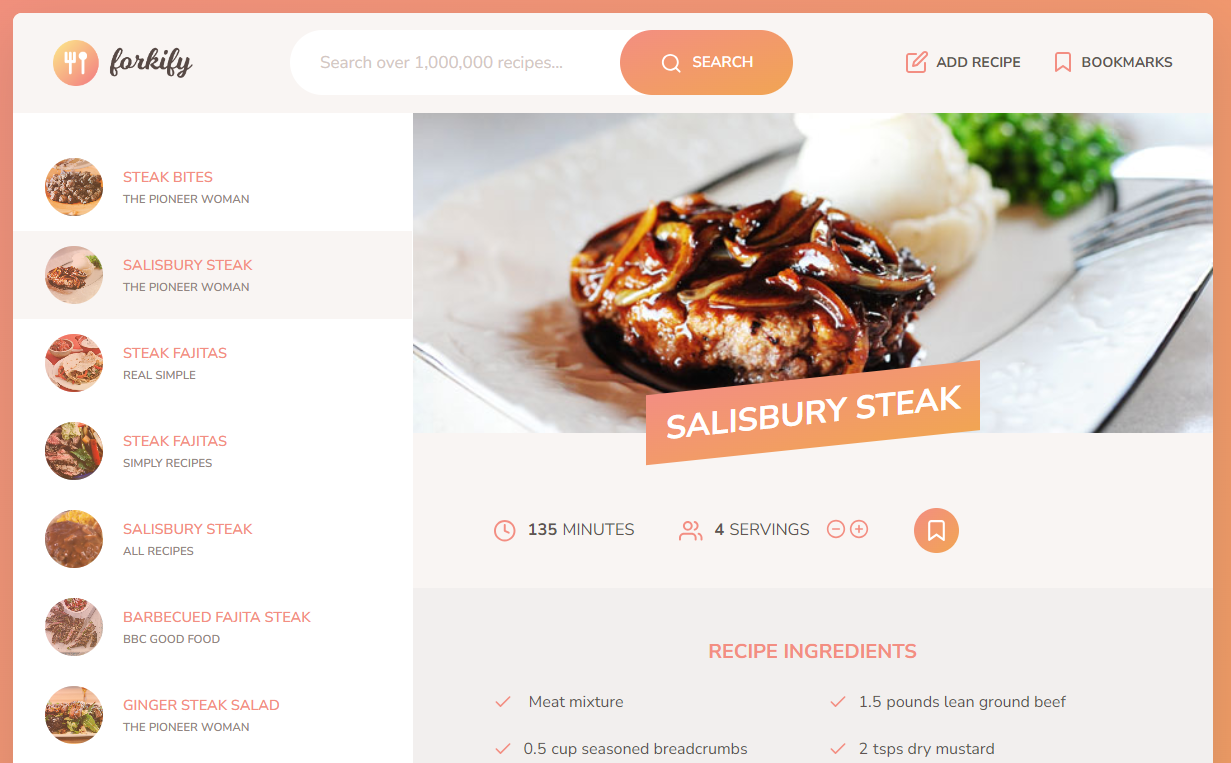 forkify
Search over 1,000,000 recipes...
SEARCH
ADD RECIPE
BOOKMARKS
STEAK BITES
THE PIONEER WOMAN
SALISBURY STEAK
THE PIONEER WOMAN
STEAK FAJITAS
REAL SIMPLE
STEAK FAJITAS
SIMPLY RECIPES
SALISBURY STEAK
ALL RECIPES
BARBECUED FAJITA STEAK
BBC GOOD FOOD
GINGER STEAK SALAD
THE PIONEER WOMAN
SALISBURY STEAK
135 MINUTES
4 SERVINGS
RECIPE INGREDIENTS
Meat mixture
1.5 pounds lean ground beef
0.5 cup seasoned breadcrumbs
2 tsps dry mustard